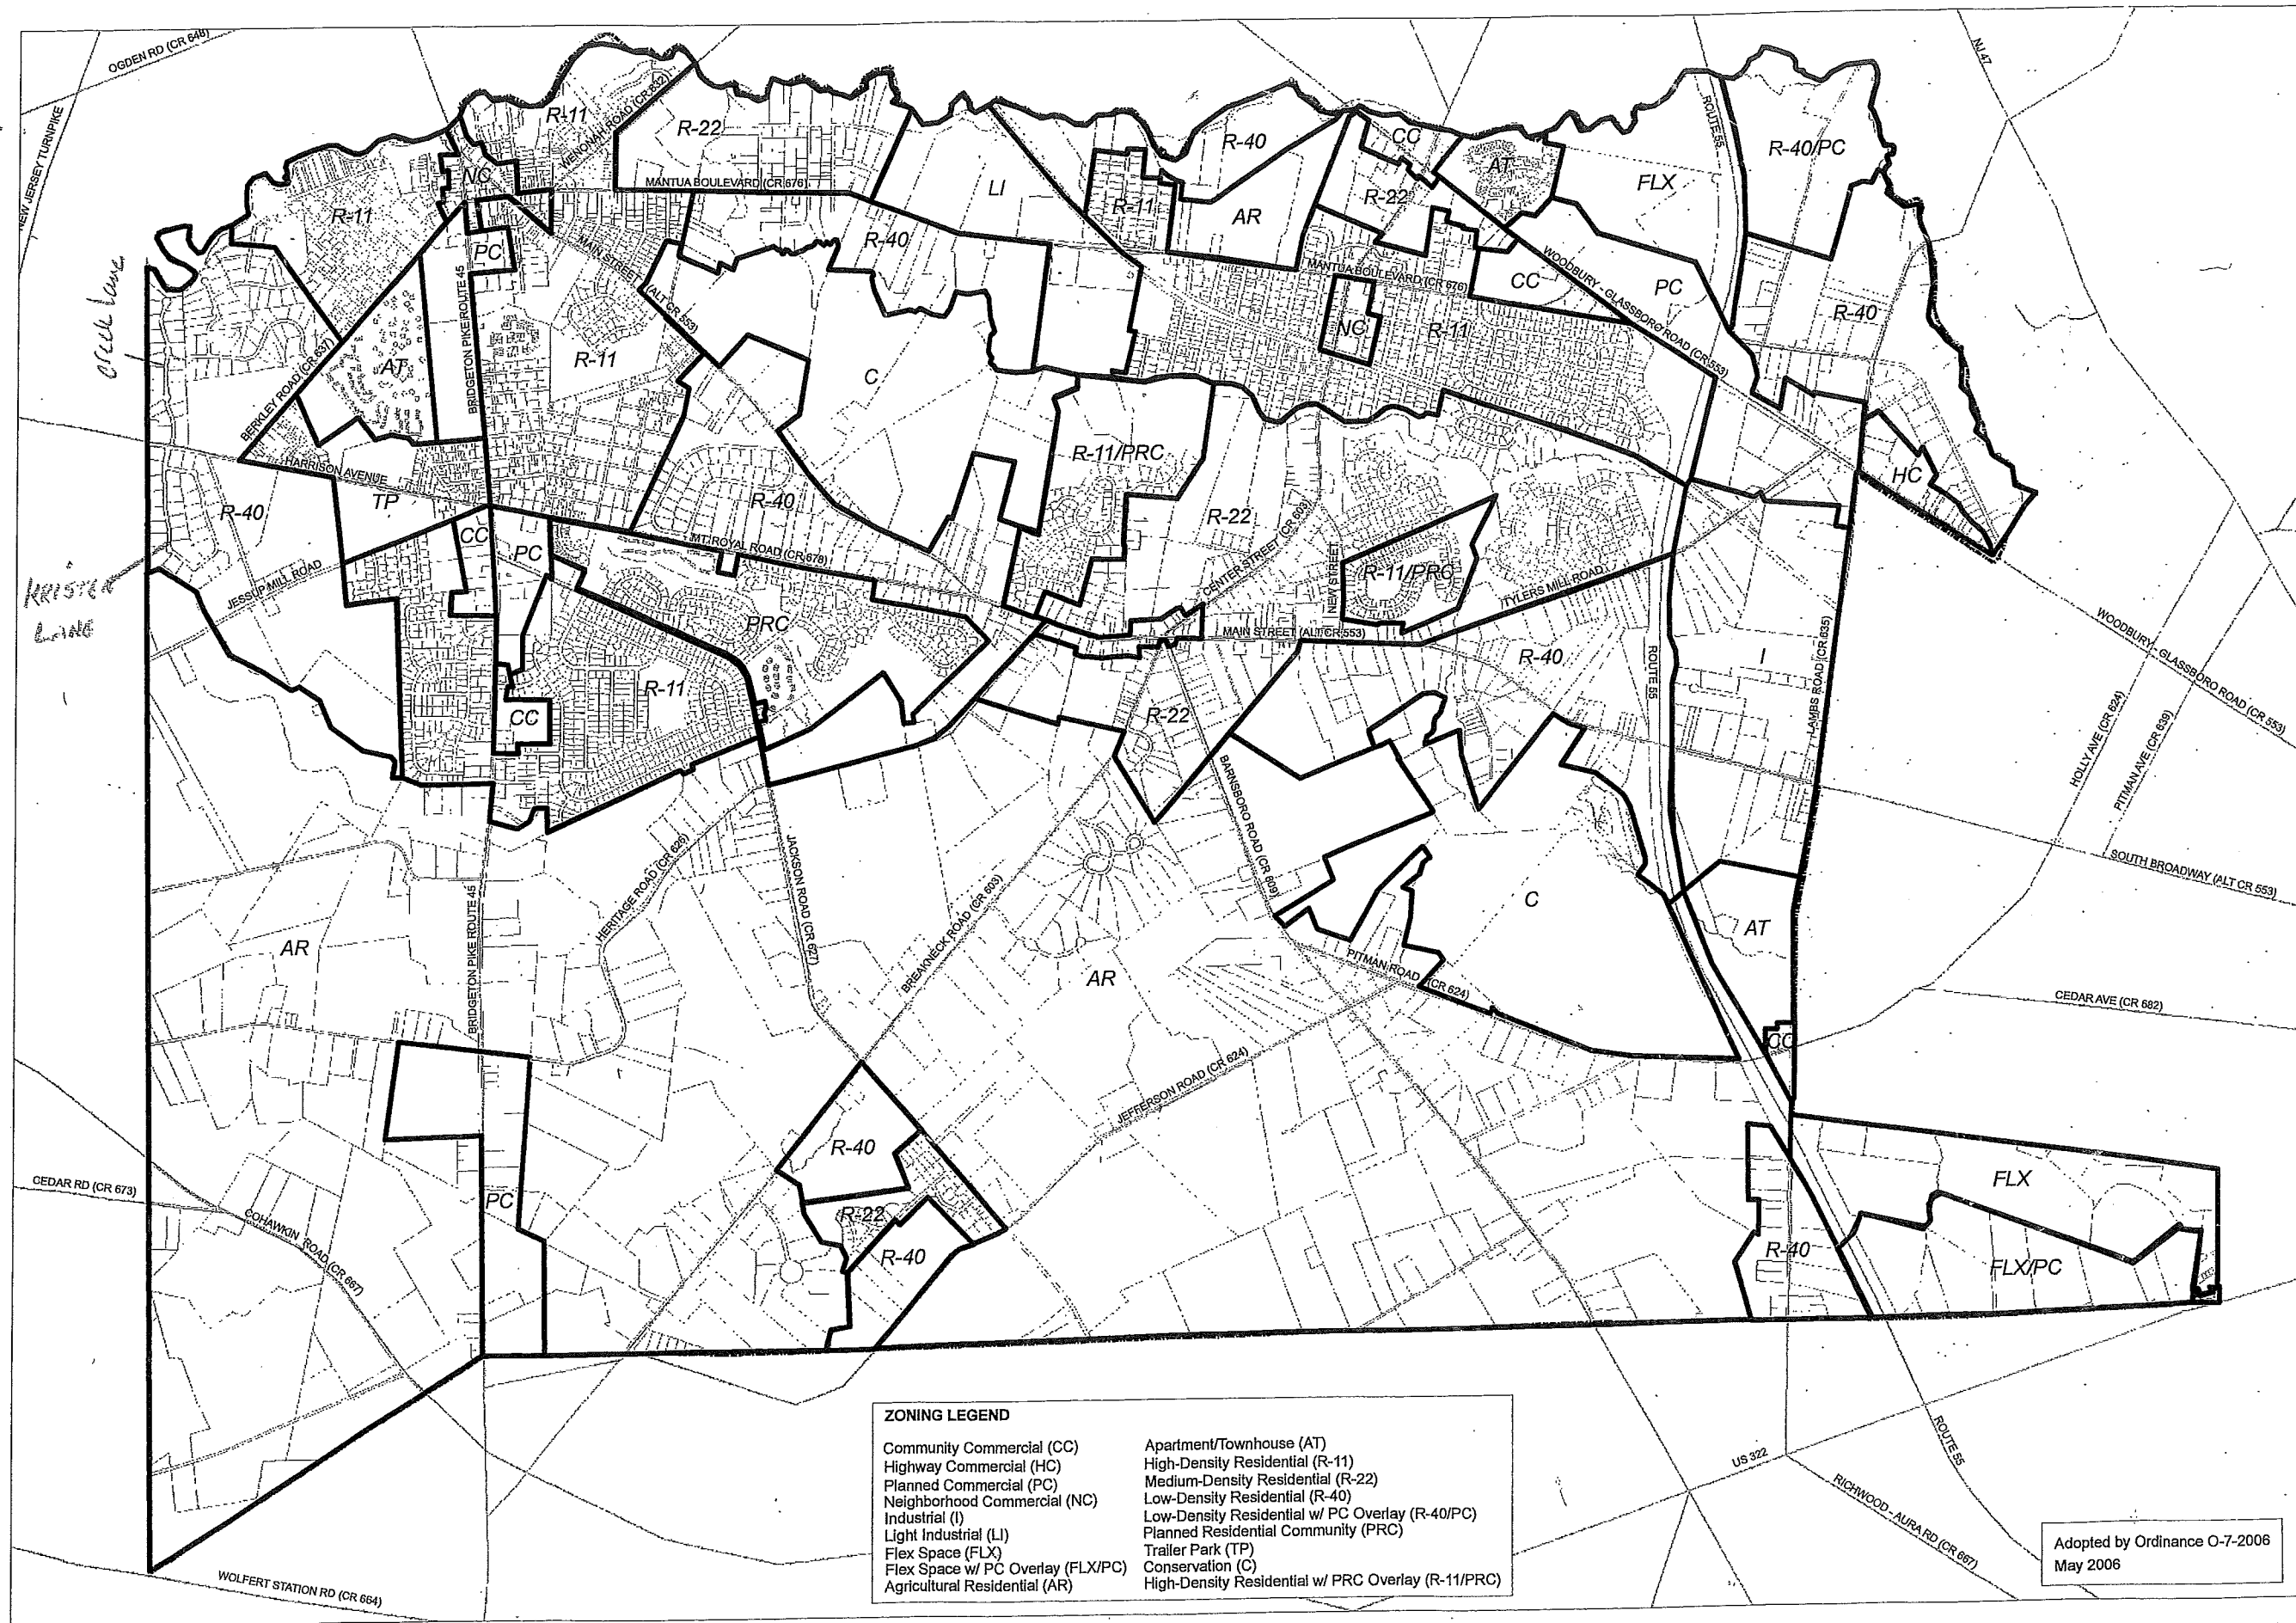 OGDEN RD (CR 648)
NJ 47
NEW JERSEY TURNPIKE
R-11
MENONAH ROAD (CR 632)
R-22
CC
R-40
ROUTE 55
R-40/PC
NC
MANTUA BOULEVARD (CR 676)
LI
AT
FLX
R-11
R-11
AR
R-22
PC
MAIN STREET
(ALT CR 553)
R-40
MANTUA BOULEVARD (CR 676)
CC
WOODBURY - GLASSBORO ROAD (CR 553)
PC
R-40
Creek Lane
BERKLEY ROAD (CR 637)
AT
BRIDGETON PIKE ROUTE 45
R-11
C
NC
R-11
HARRISON AVENUE
TP
R-40
R-40
R-11/PRC
R-22
HC
CC
PC
MT. ROYAL ROAD (CR 678)
CENTER STREET (CR 609)
NEW STREET
R-11/PRC
TYLERS MILL ROAD
JESSUP MILL ROAD
KRISTEN
LANE
PRC
MAIN STREET (ALT CR 553)
R-40
ROUTE 55
I
LAMBS ROAD (CR 635)
WOODBURY - GLASSBORO ROAD (CR 553)
R-11
CC
R-22
HOLLY AVE (CR 624)
PITMAN AVE (CR 639)
BARNSBORO ROAD (CR 609)
SOUTH BROADWAY (ALT CR 553)
HERITAGE ROAD (CR 626)
JACKSON ROAD (CR 627)
BREAKNECK ROAD (CR 603)
BRIDGETON PIKE ROUTE 45
AR
AR
C
AT
PITMAN ROAD
(CR 624)
CEDAR AVE (CR 682)
CC
JEFFERSON ROAD (CR 624)
R-40
CEDAR RD (CR 673)
COHAWKIN ROAD (CR 667)
PC
R-22
R-40
FLX
R-40
FLX/PC
ZONING LEGEND
Community Commercial (CC)
Highway Commercial (HC)
Planned Commercial (PC)
Neighborhood Commercial (NC)
Industrial (I)
Light Industrial (LI)
Flex Space (FLX)
Flex Space w/ PC Overlay (FLX/PC)
Agricultural Residential (AR)
Apartment/Townhouse (AT)
High-Density Residential (R-11)
Medium-Density Residential (R-22)
Low-Density Residential (R-40)
Low-Density Residential w/ PC Overlay (R-40/PC)
Planned Residential Community (PRC)
Trailer Park (TP)
Conservation (C)
High-Density Residential w/ PRC Overlay (R-11/PRC)
US 322
ROUTE 55
RICHWOOD - AURA RD (CR 667)
WOLFERT STATION RD (CR 664)
Adopted by Ordinance O-7-2006
May 2006